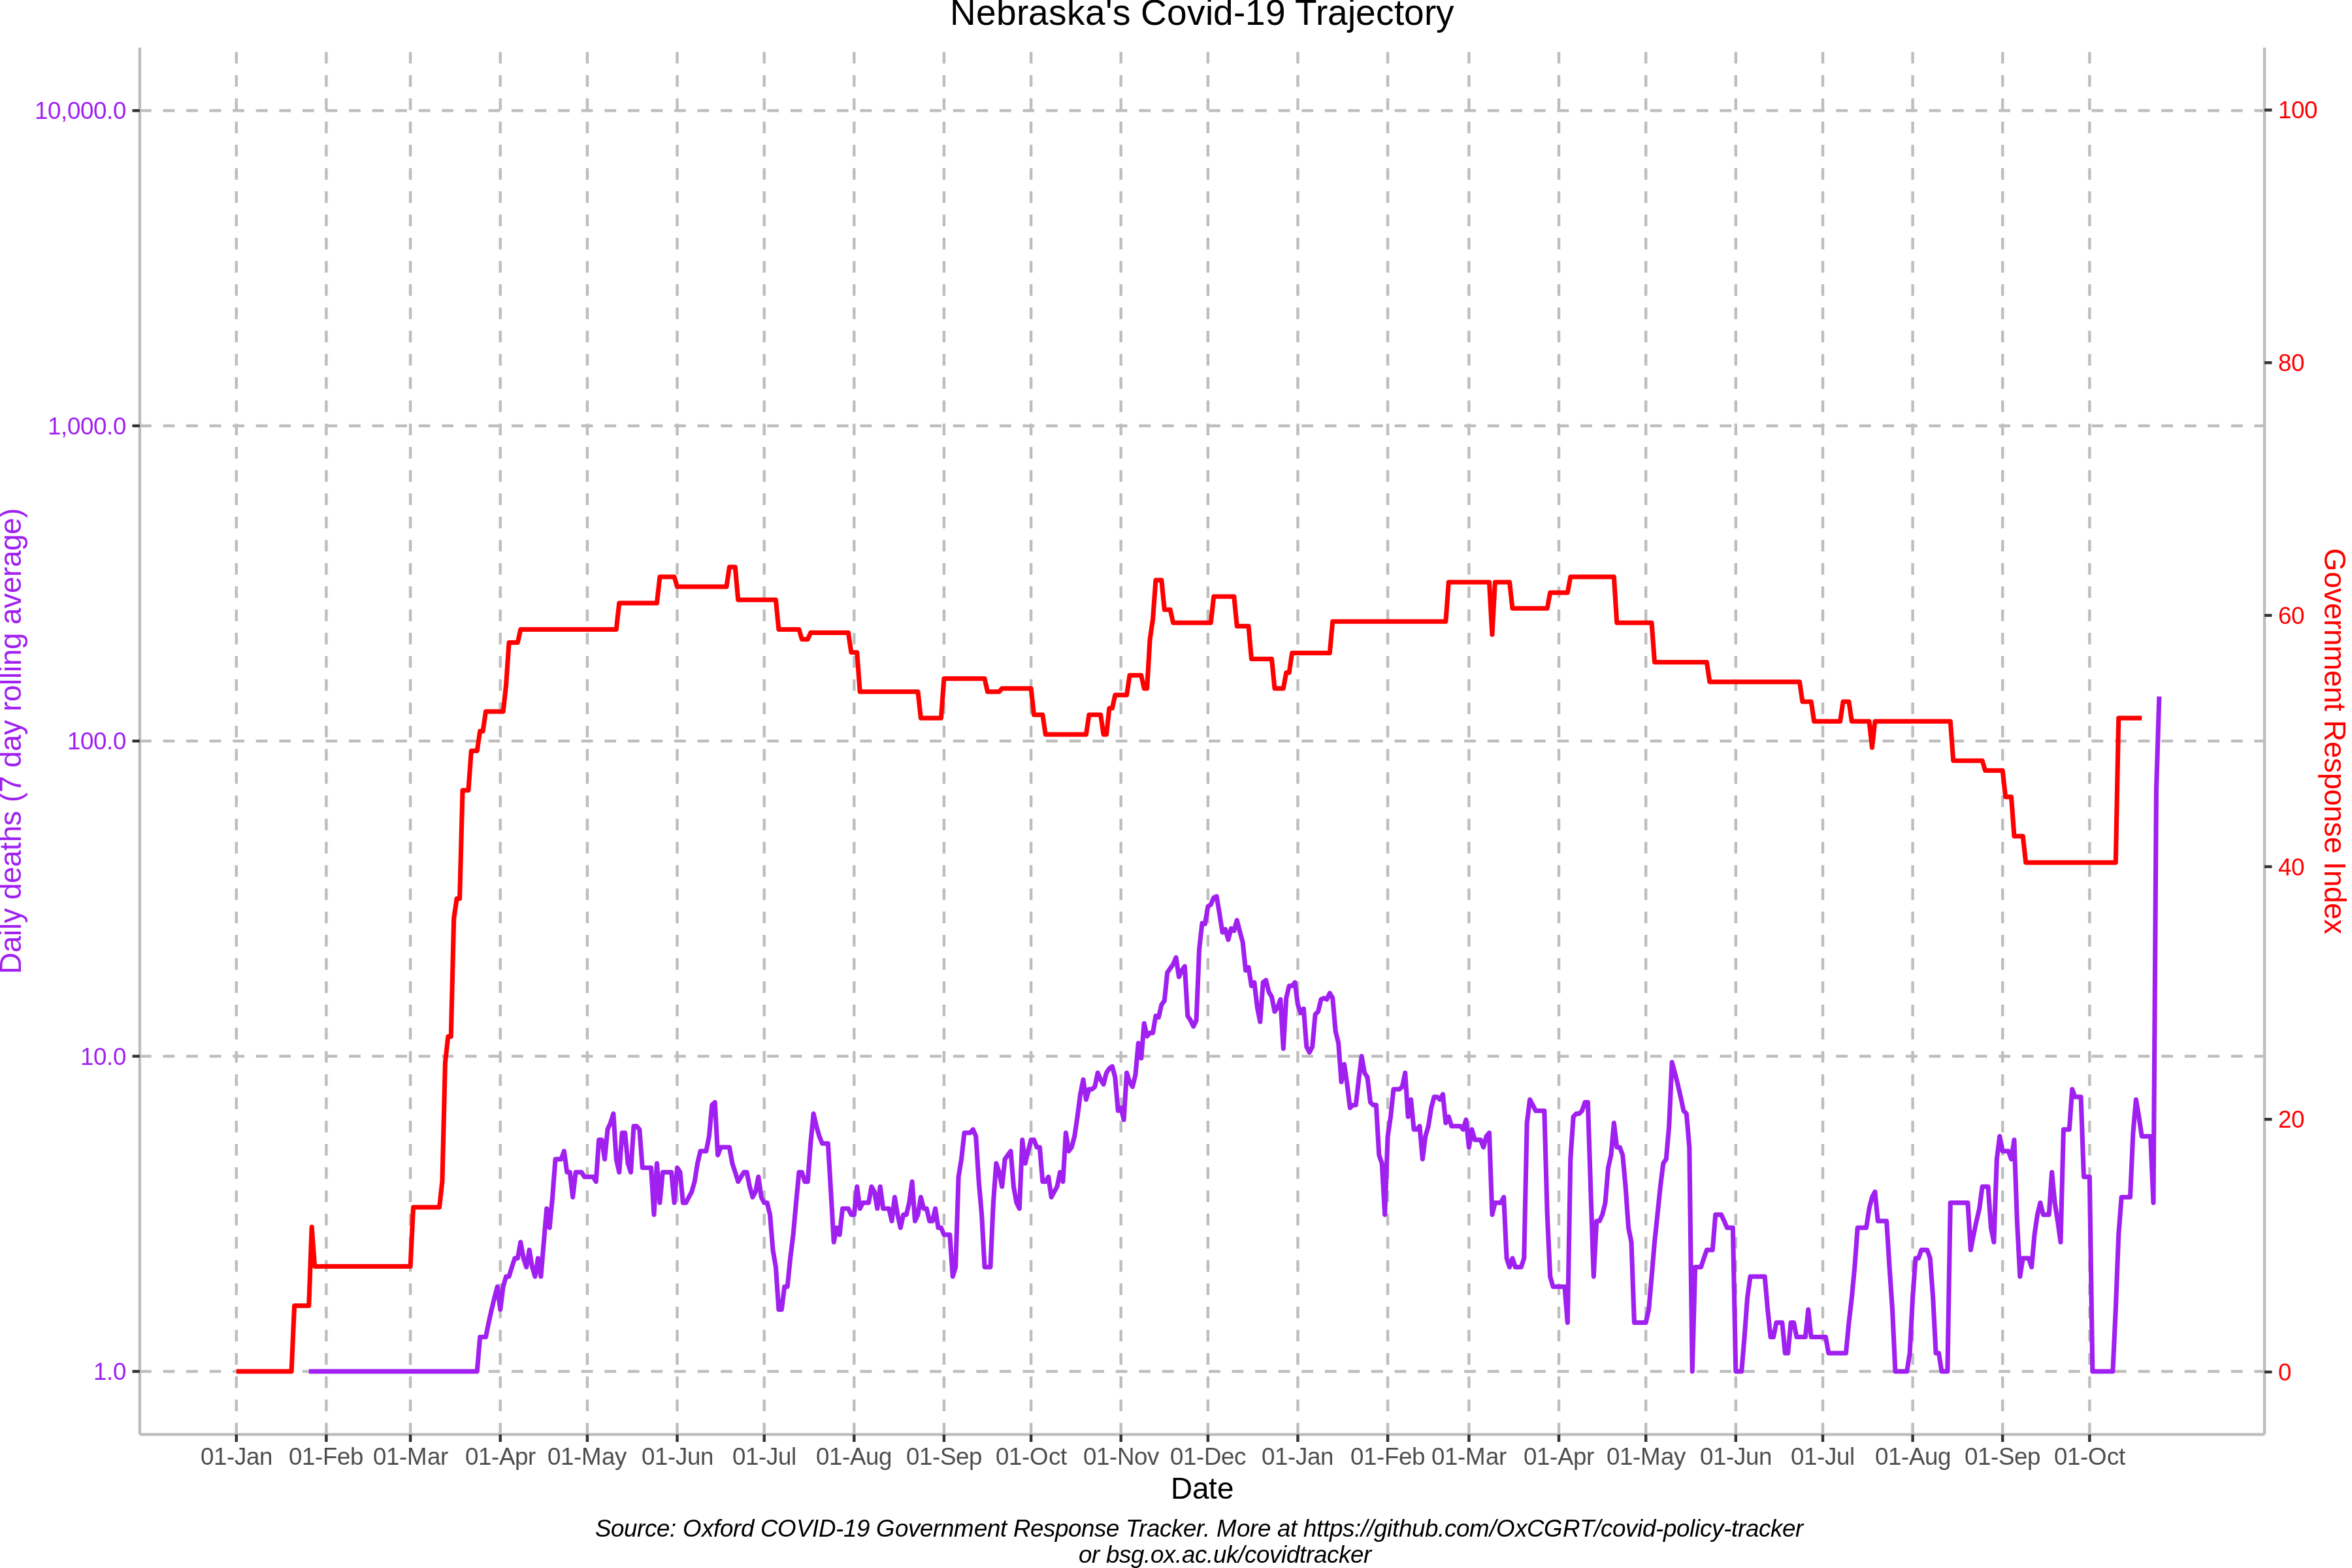 Nebraska's Covid-19 Trajectory
10,000.0
1,000.0
100.0
10.0
1.0
Daily deaths (7 day rolling average)
100
80
60
40
20
0
Government Response Index
01-Jan 01-Feb 01-Mar 01-Apr 01-May 01-Jun 01-Jul 01-Aug 01-Sep 01-Oct 01-Nov 01-Dec 01-Jan 01-Feb 01-Mar 01-Apr 01-May 01-Jun 01-Jul 01-Aug 01-Sep 01-Oct
Date
Source: Oxford COVID-19 Government Response Tracker. More at https://github.com/OxCGRT/covid-policy-tracker
or bsg.ox.ac.uk/covidtracker